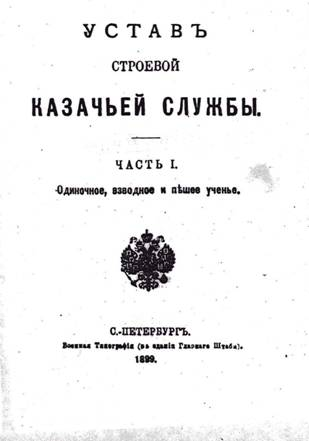 УСТАВЪ
СТРОЕВОЙ
КАЗАЧЬЕЙ СЛУЖБЫ.
ЧАСТЬ I.
Одиночное, взводное и пѣшее ученье.
С.-ПЕТЕРБУРГЪ.
Военная Типографія (въ зданіи Главнаго Штаба).
1899.